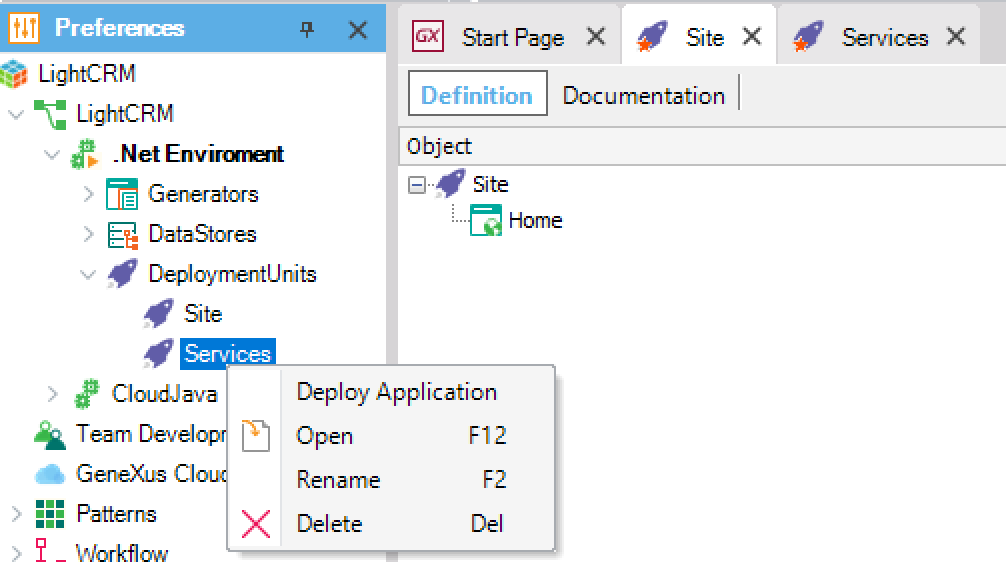 Preferences
LightCRM
LightCRM
.Net Enviroment
Generators
DataStores
DeploymentUnits
Site
Services
CloudJava
Team Developr
GeneXus Clou
Patterns
Workflow
Deploy Application
Open F12
Rename F2
Delete Del
GX Start Page Site Services
Definition Documentation
Object
Site
Home